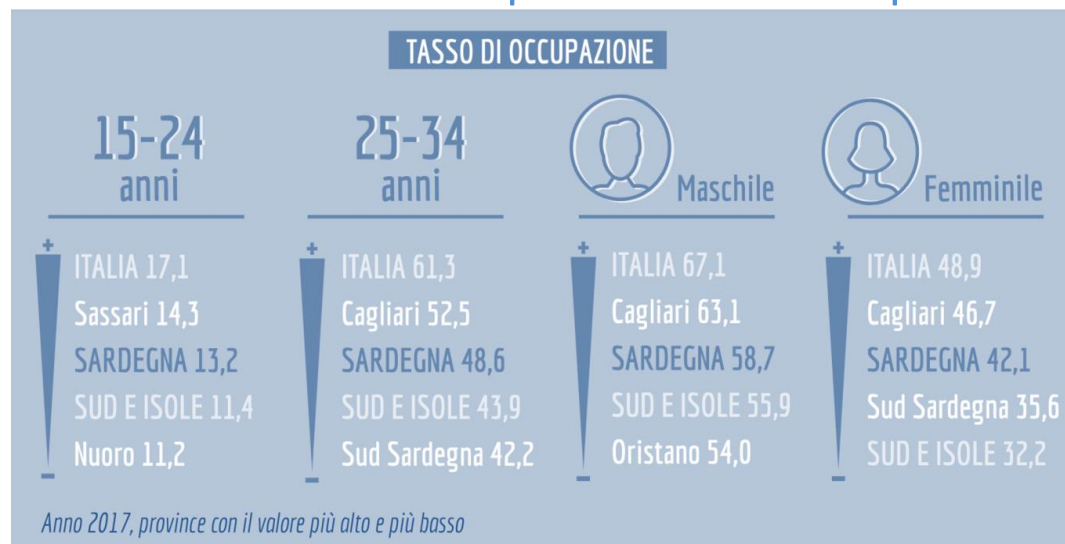 TASSO DI OCCUPAZIONE
15-24
anni
+
ITALIA 17,1
Sassari 14,3
SARDEGNA 13,2
SUD E ISOLE 11,4
Nuoro 11,2
-
25-34
anni
+
ITALIA 61,3
Cagliari 52,5
SARDEGNA 48,6
SUD E ISOLE 43,9
Sud Sardegna 42,2
-
Maschile
+
ITALIA 67,1
Cagliari 63,1
SARDEGNA 58,7
SUD E ISOLE 55,9
Oristano 54,0
-
Femminile
+
ITALIA 48,9
Cagliari 46,7
SARDEGNA 42,1
Sud Sardegna 35,6
SUD E ISOLE 32,2
-
Anno 2017, province con il valore più alto e più basso